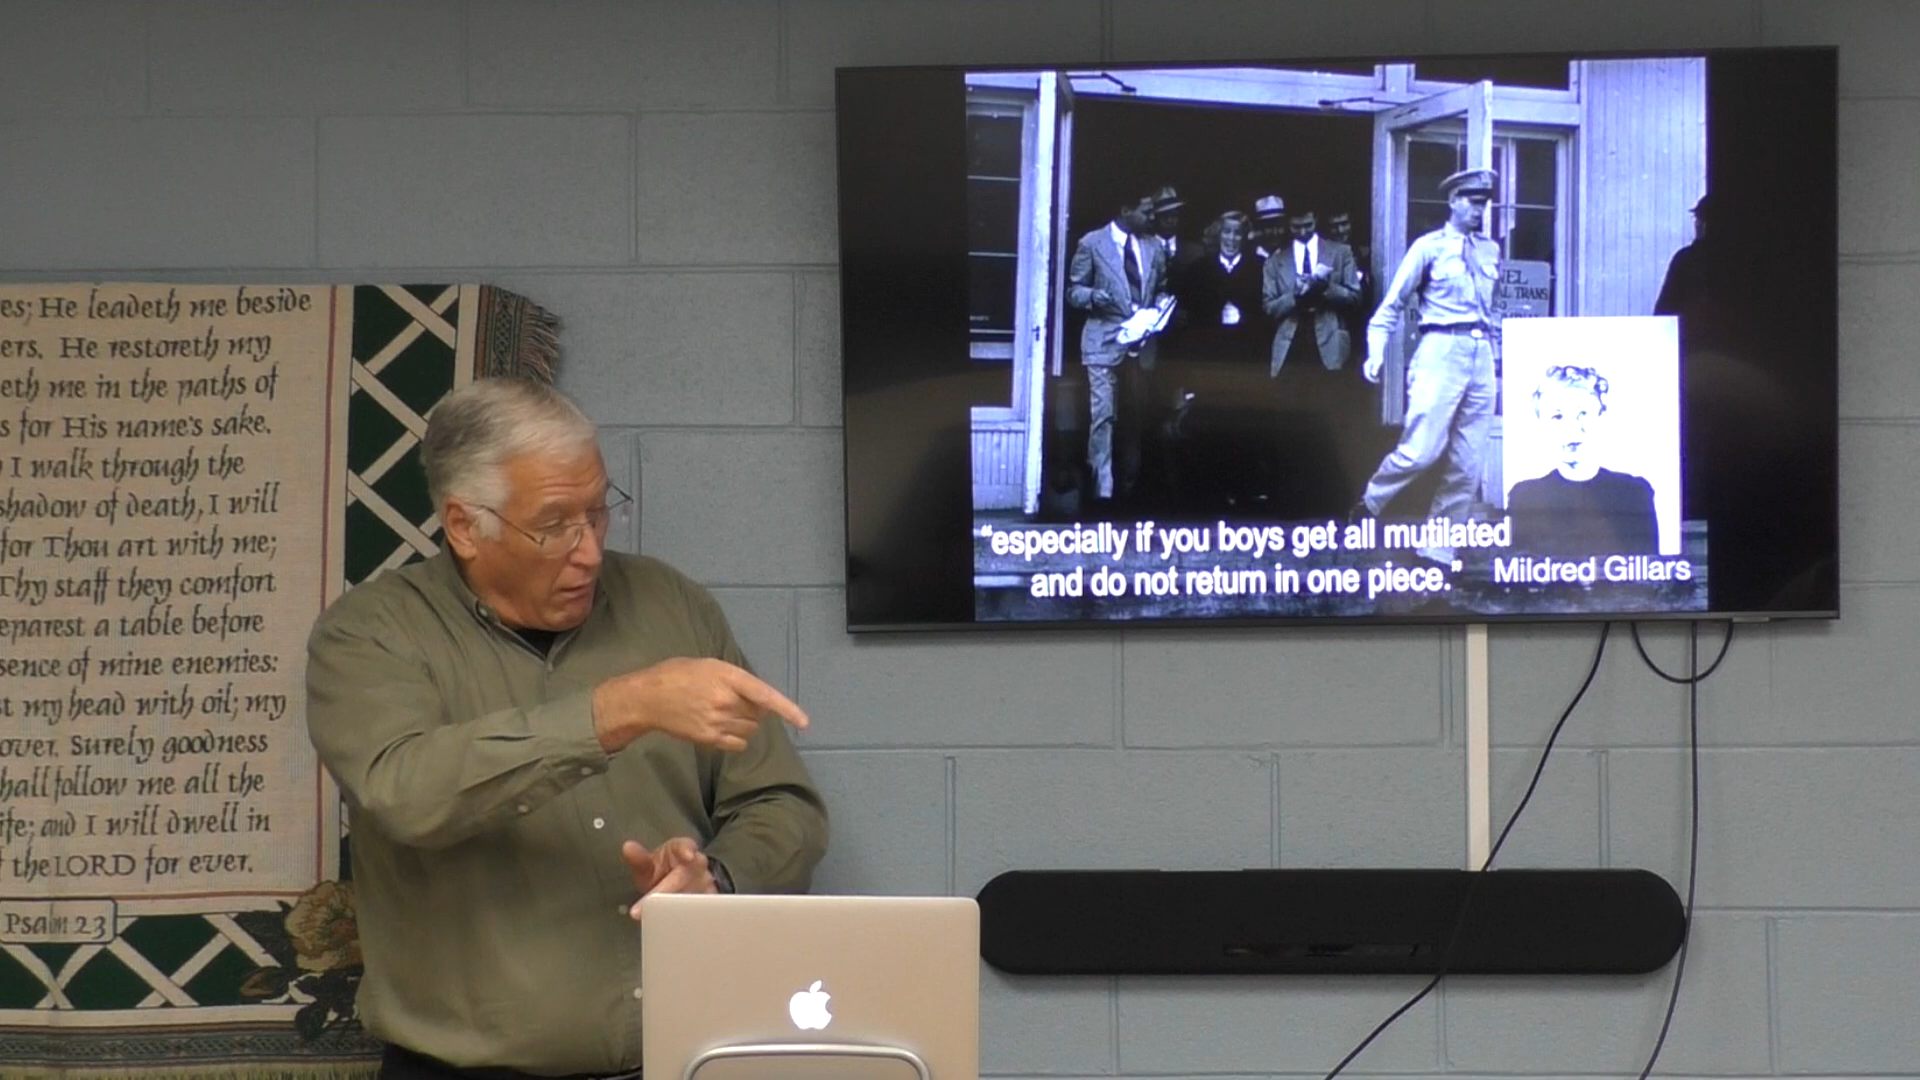 es; He leadeth me beside
ers. He restoreth my
eth me in the paths of
s for His name's sake.
I walk through the
shadow of death, I will
for Thou art with me;
Thy staff they comfort
eparest a table before
sence of mine enemies:
t my head with oil; my
over. Surely goodness
hall follow me all the
ife; and I will dwell in
the LORD for ever.
Psalm 23
NEL
AL TRANS
"especially if you boys get all mutilated
and do not return in one piece."
Mildred Gillars